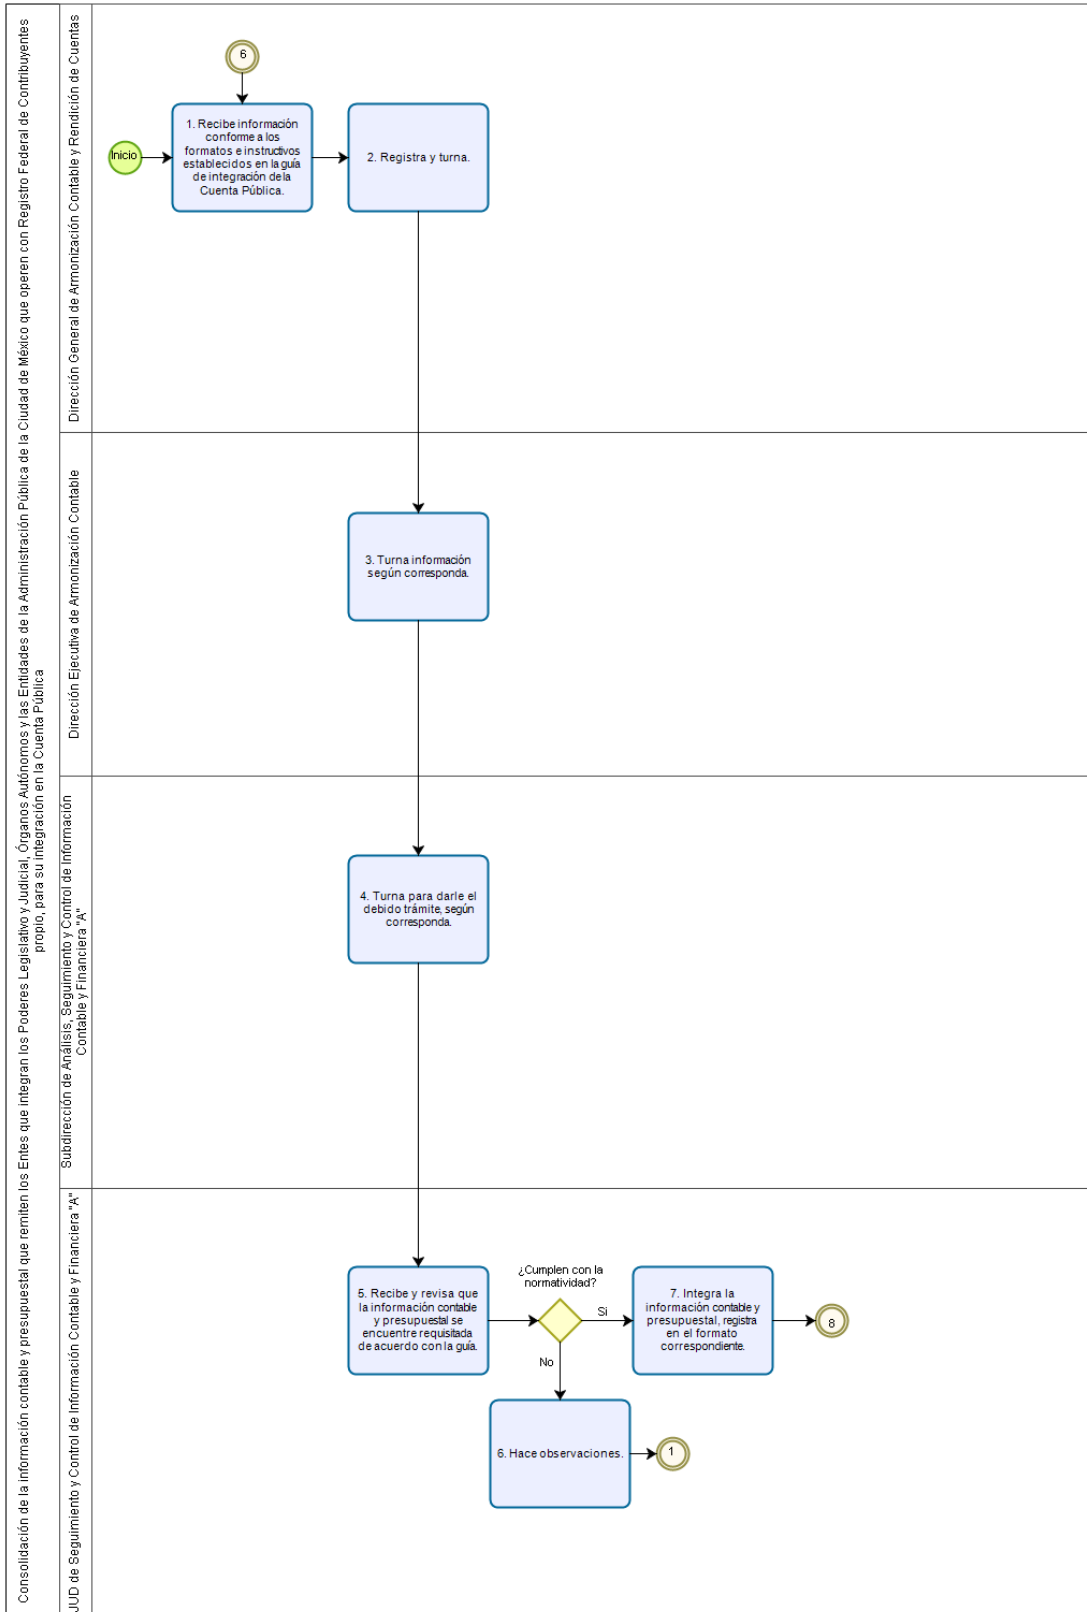 Consolidación de la información contable y presupuestal que remiten los Entes que integran los Poderes Legislativo y Judicial, Órganos Autónomos y las Entidades de la Administración Pública de la Ciudad de México que operen con Registro Federal de Contribuyentes
propio, para su integración en la Cuenta Pública
Dirección General de Armonización Contable y Rendición de Cuentas
6
Inicio
1. Recibe información
conforme a los
formatos e instructivos
establecidos en la guía
de integración de la
Cuenta Pública.
2. Registra y turna.
Dirección Ejecutiva de Armonización Contable
3. Turna información
según corresponda.
Subdirección de Análisis, Seguimiento y Control de Información
Contable y Financiera "A"
4. Turna para darle el
debido trámite, según
corresponda.
JUD de Seguimiento y Control de Información Contable y Financiera "A"
5. Recibe y revisa que
la información contable
y presupuestal se
encuentre requisitada
de acuerdo con la guía.
¿Cumplen con la
normatividad?
Si
7. Integra la
información contable y
presupuestal, registra
en el formato
correspondiente.
8
No
6. Hace observaciones.
1